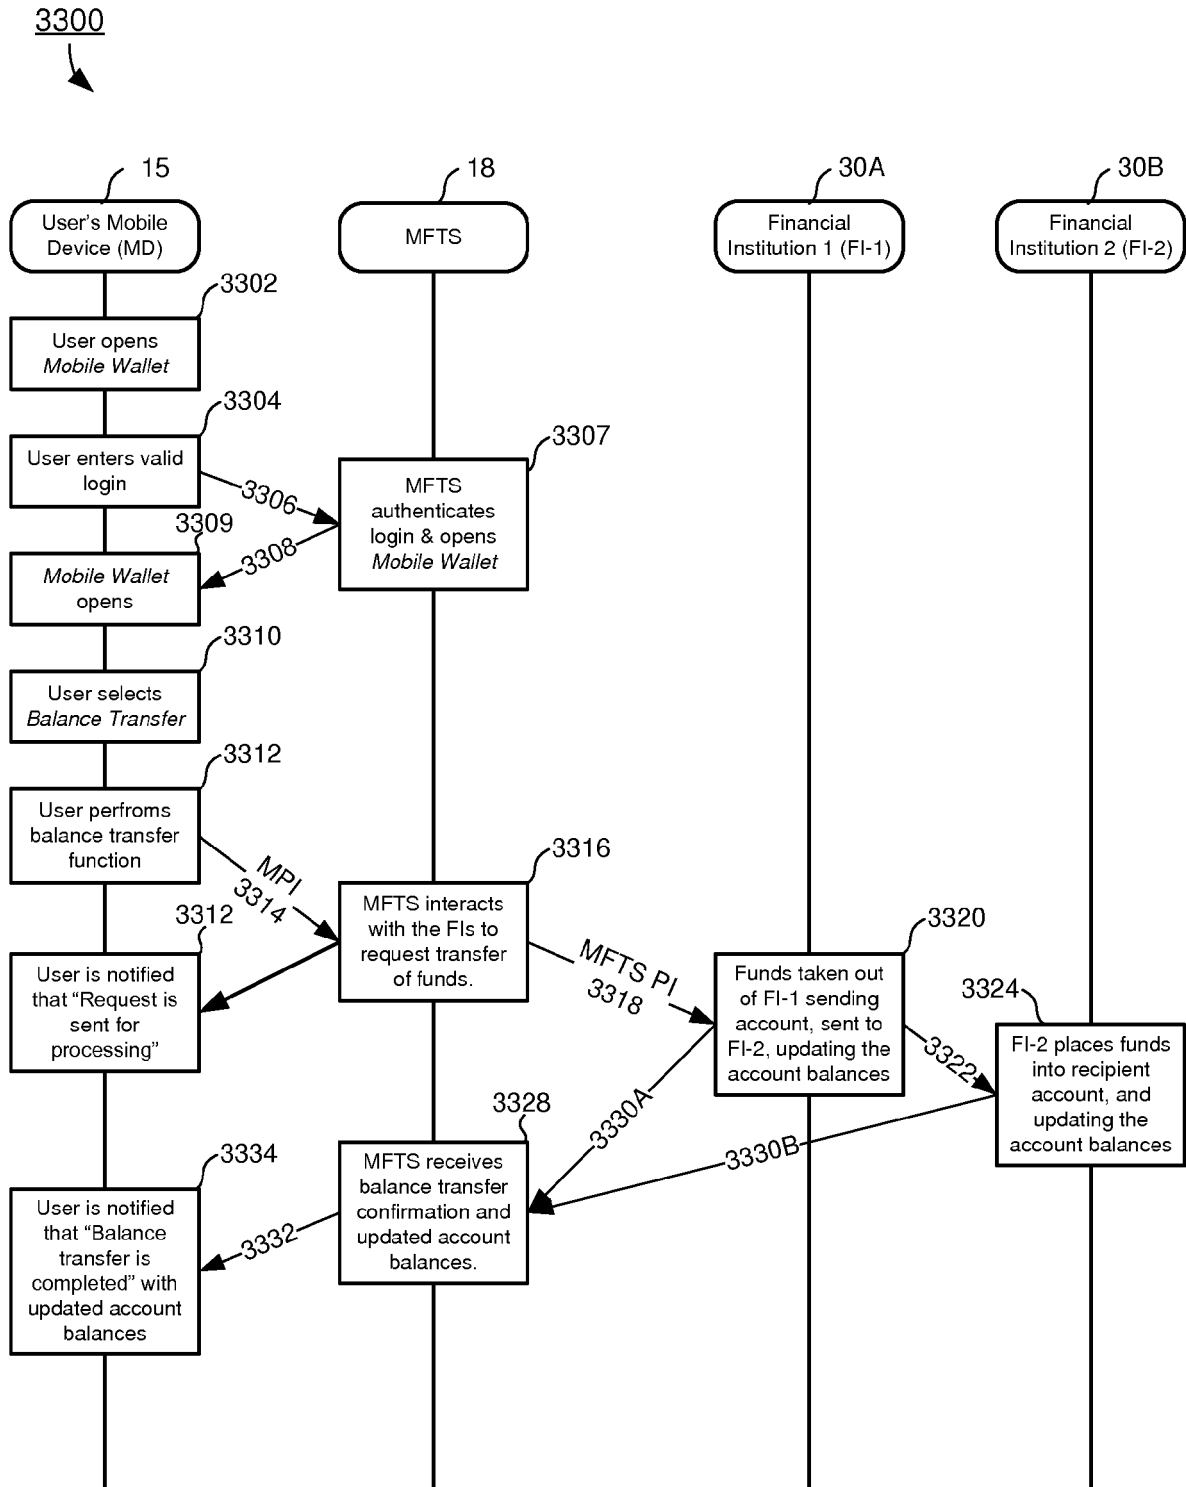 3300
15
18
30A
30B
User's Mobile
Device (MD)
MFTS
Financial
Institution 1 (FI-1)
Financial
Institution 2 (FI-2)
3302
User opens
Mobile Wallet
3304
User enters valid
login
3306
3307
MFTS
authenticates
login & opens
Mobile Wallet
3308
3309
Mobile Wallet
opens
3310
User selects
Balance Transfer
3312
User perfroms
balance transfer
function
MPI
3314
3316
MFTS interacts
with the FIs to
request transfer
of funds.
3312
User is notified
that “Request is
sent for
processing”
MFTS PI
3318
3320
Funds taken out
of FI-1 sending
account, sent to
FI-2, updating the
account balances
3322
3324
FI-2 places funds
into recipient
account, and
updating the
account balances
3330A
3330B
3328
MFTS receives
balance transfer
confirmation and
updated account
balances.
3332
3334
User is notified
that “Balance
transfer is
completed” with
updated account
balances